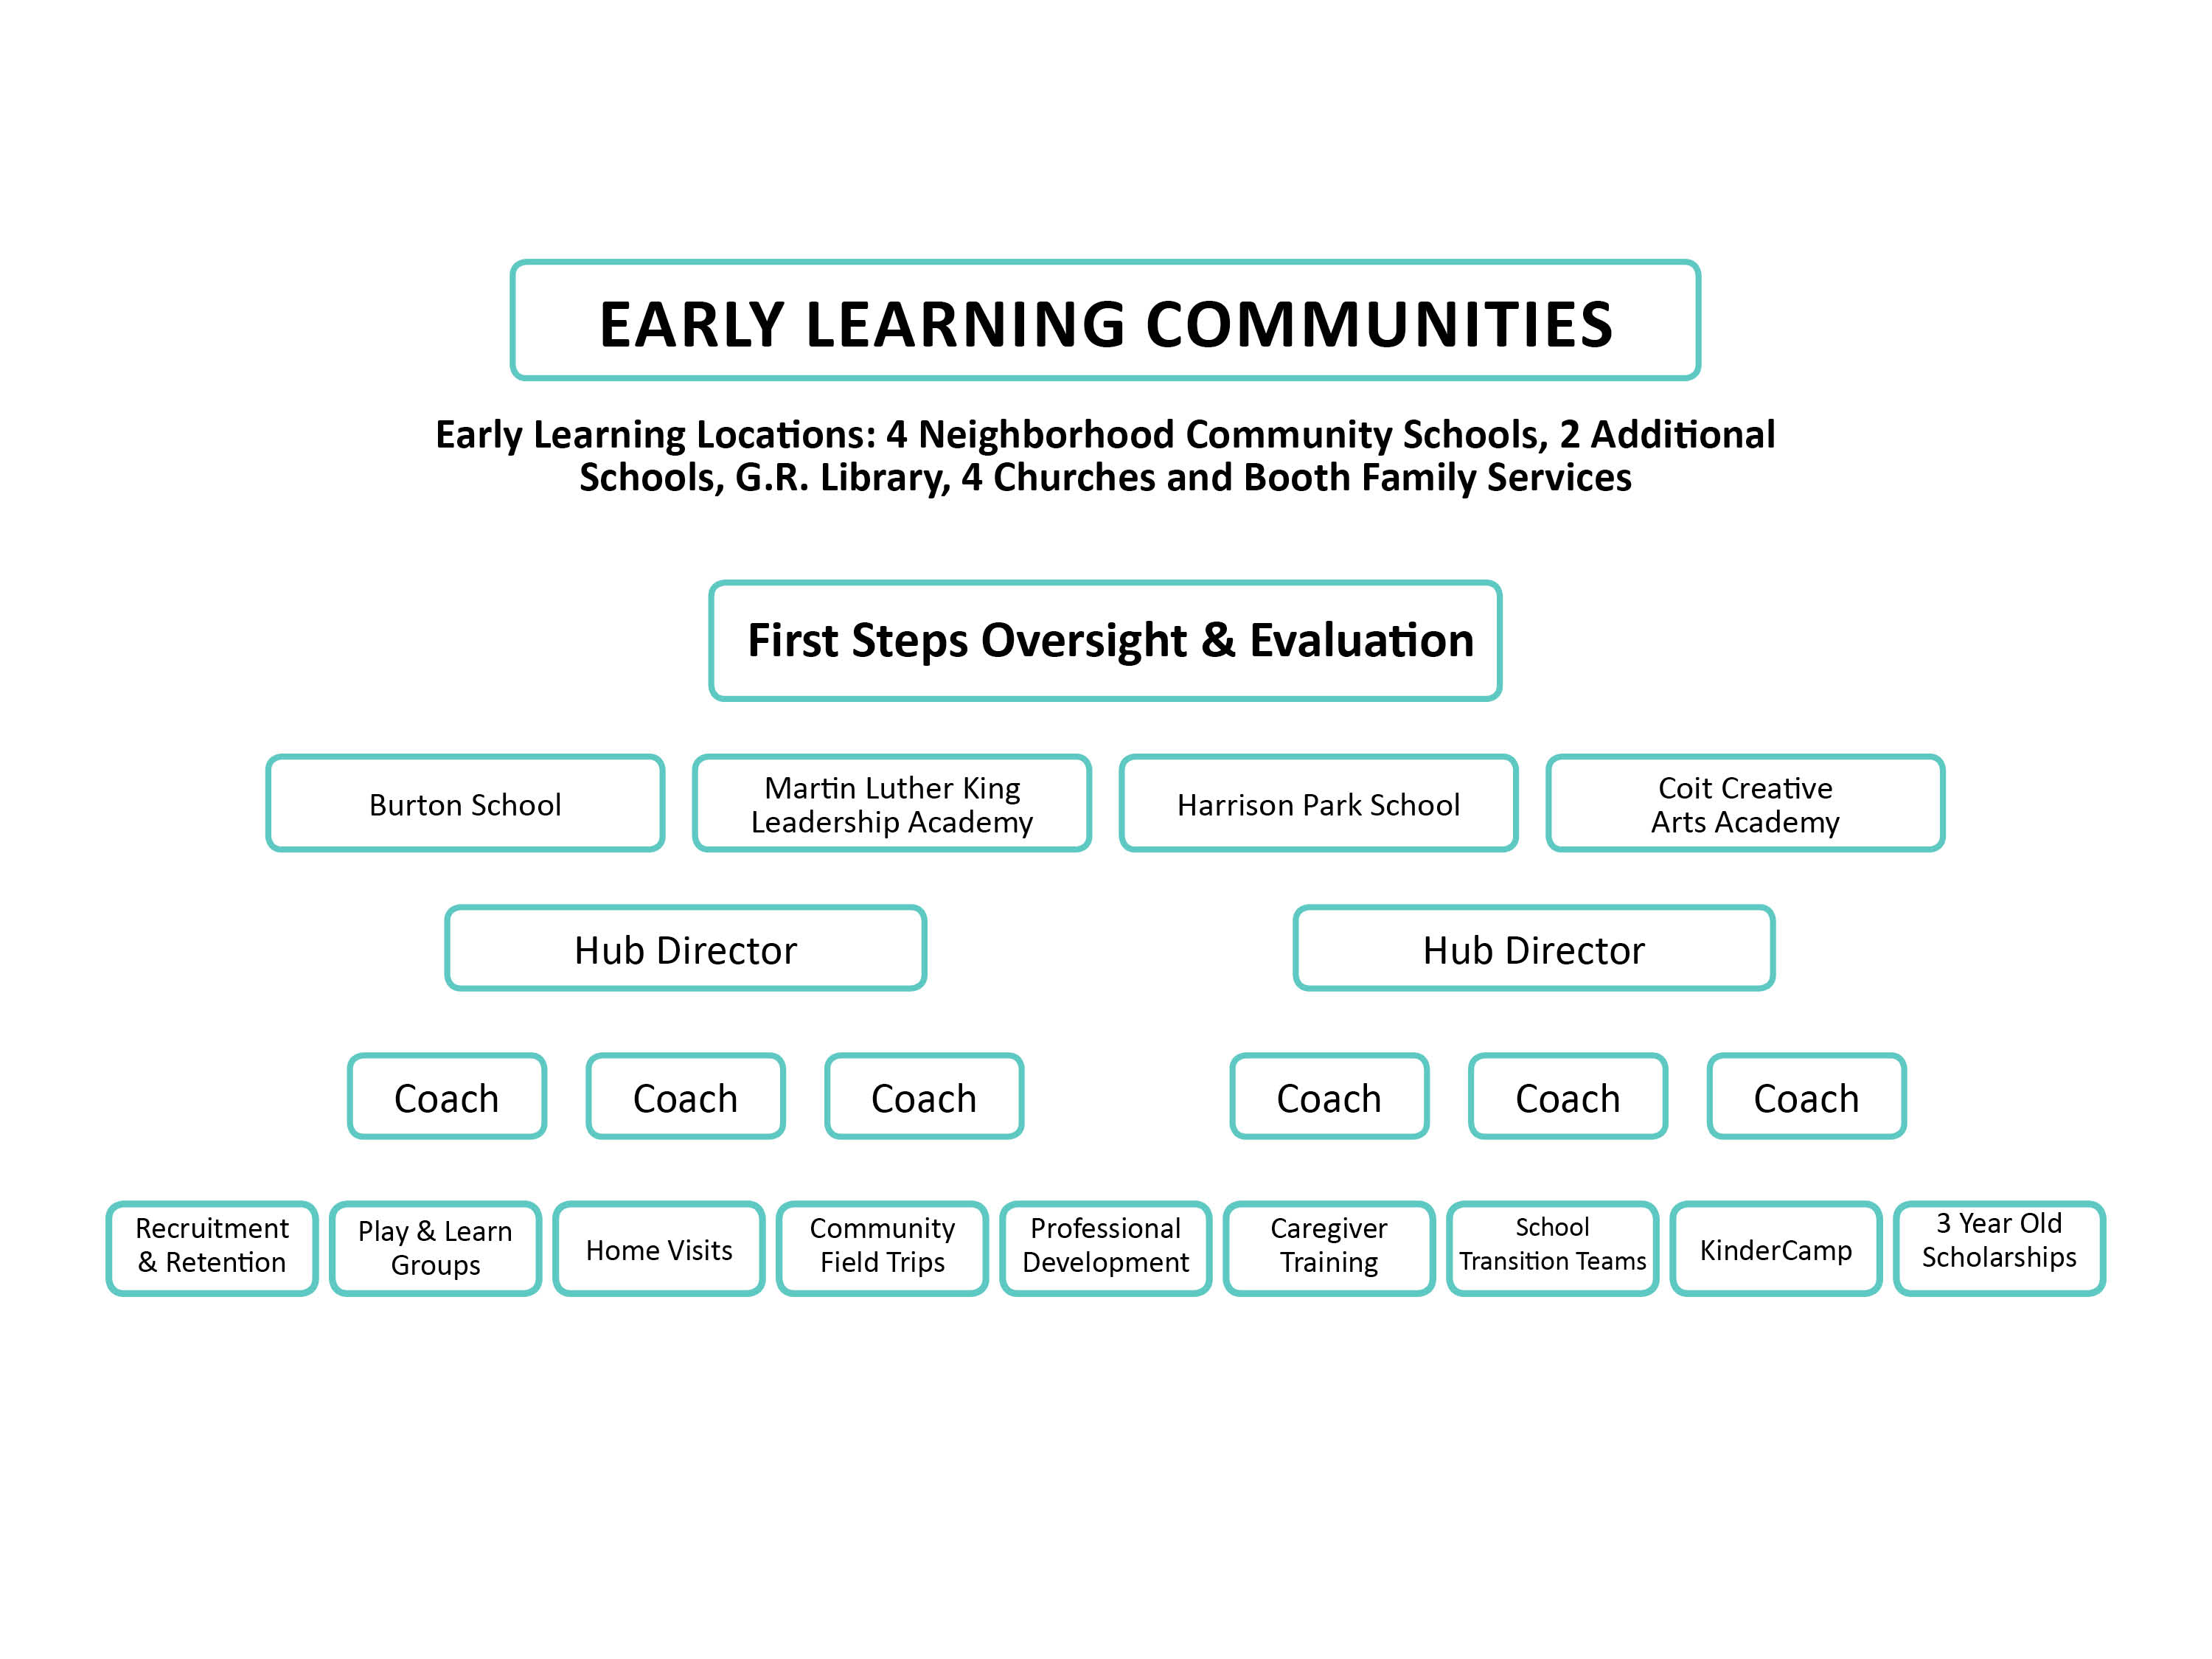 EARLY LEARNING COMMUNITIES
Early Learning Locations: 4 Neighborhood Community Schools, 2 Additional
Schools, G.R. Library, 4 Churches and Booth Family Services
First Steps Oversight & Evaluation
Burton School
Martin Luther King
Leadership Academy
Harrison Park School
Coit Creative
Arts Academy
Hub Director
Hub Director
Coach
Coach
Coach
Coach
Coach
Coach
Recruitment
& Retention
Play & Learn
Groups
Home Visits
Community
Field Trips
Professional
Development
Caregiver
Training
School
Transition Teams
KinderCamp
3 Year Old
Scholarships